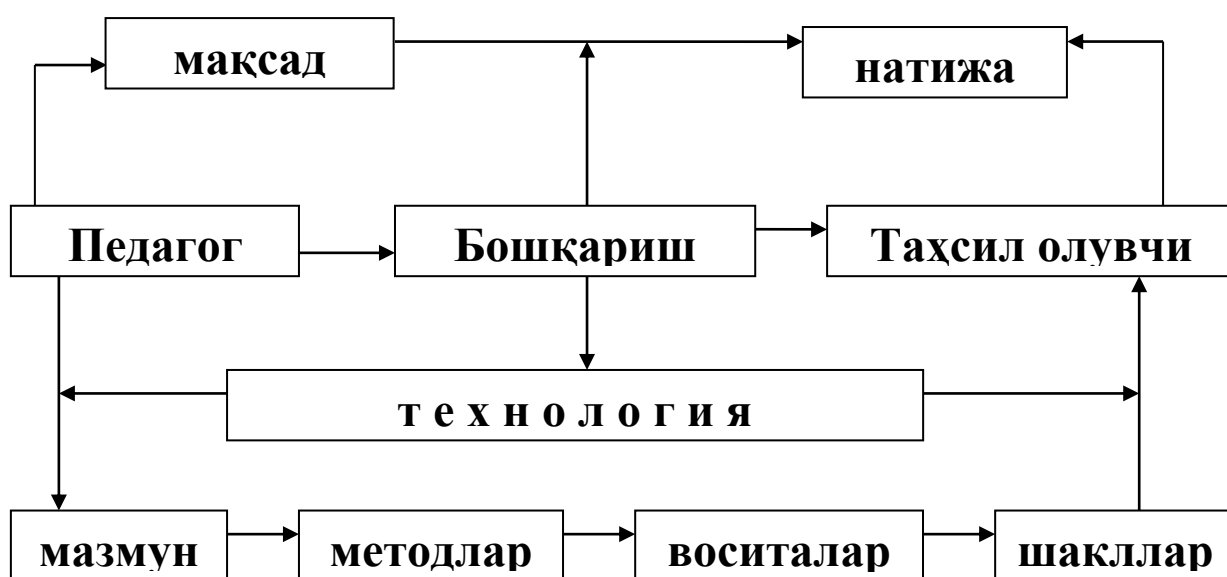 мақсад
натижа
Педагог
Бошқариш
Таҳсил олувчи
т е х н о л о г и я
мазмун
методлар
воситалар
шакллар